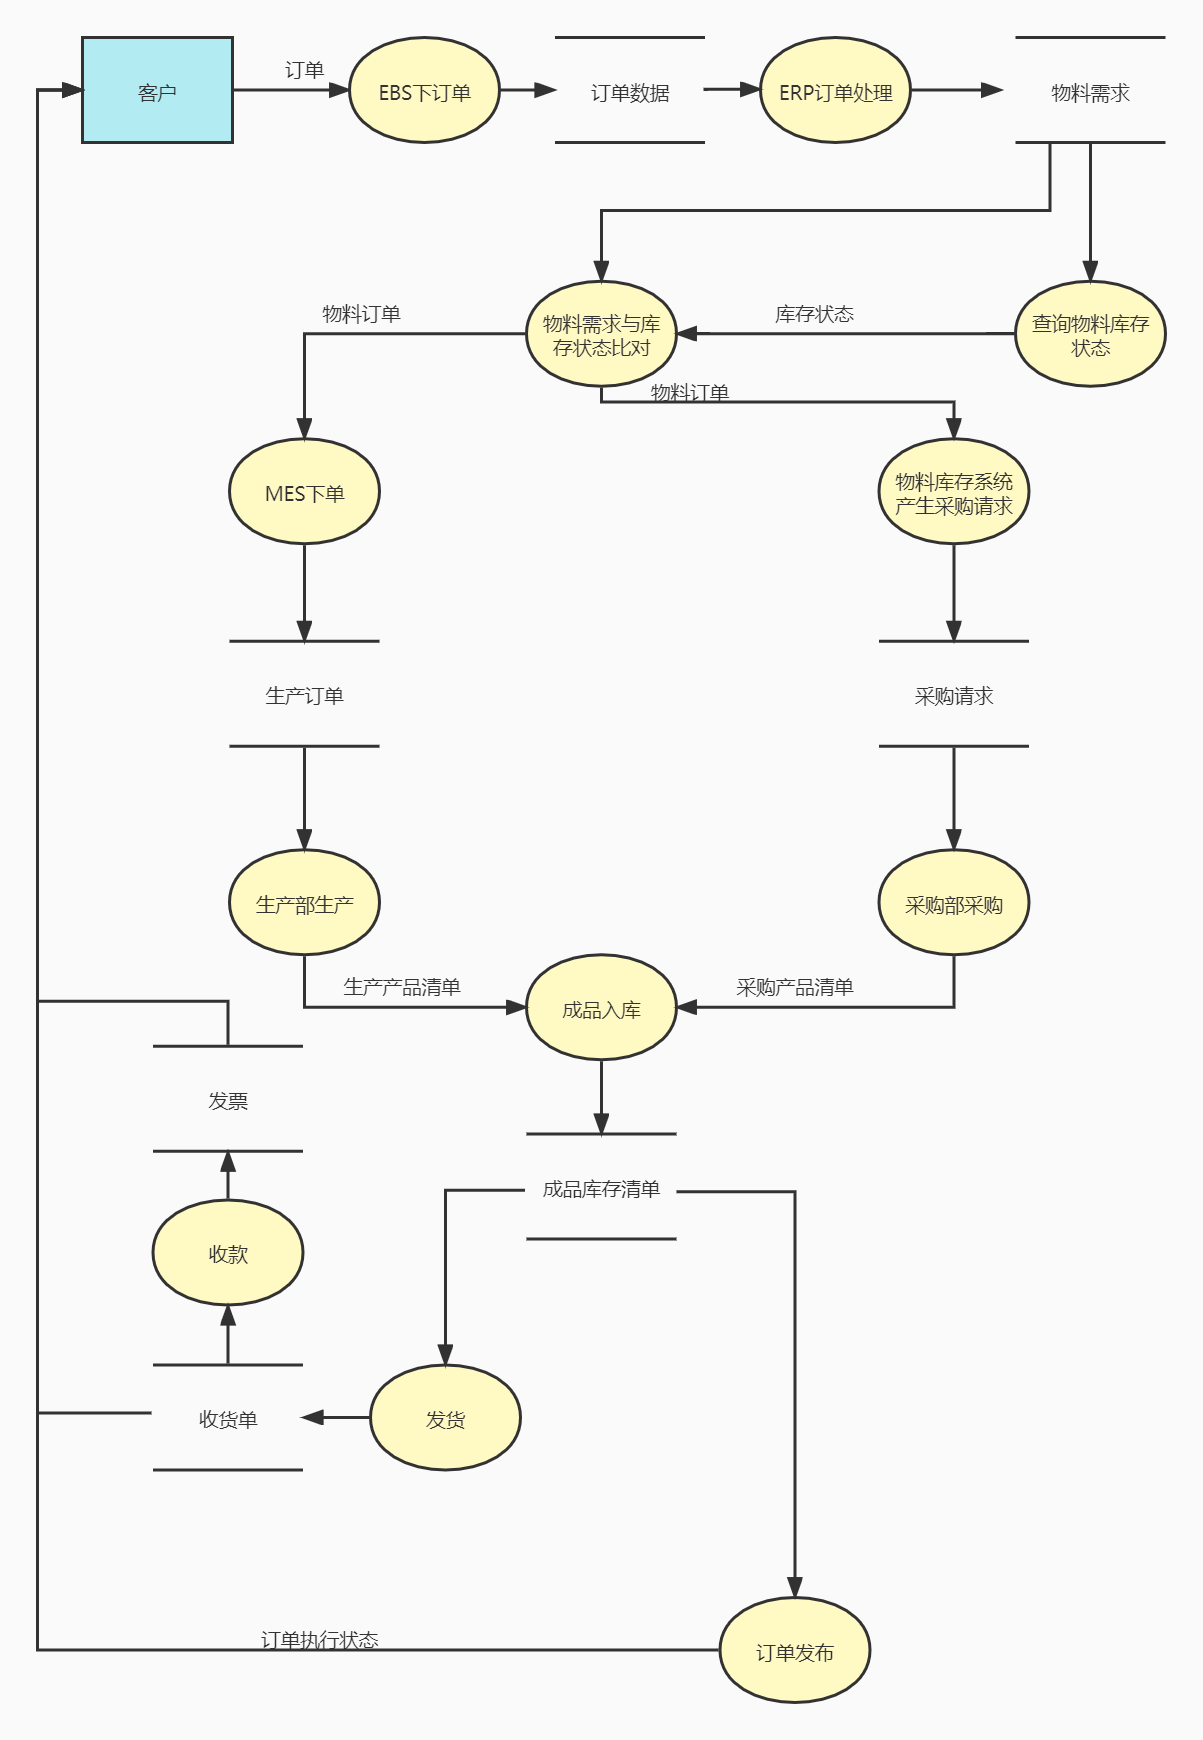 订单
客户
EBS下订单
订单数据
ERP订单处理
物料需求
物料订单
物料需求与库
存状态比对
库存状态
查询物料库存
状态
物料订单
MES下单
物料库存系统
产生采购请求
生产订单
采购请求
生产部生产
采购部采购
生产产品清单
成品入库
采购产品清单
发票
成品库存清单
收款
收货单
发货
订单执行状态
订单发布